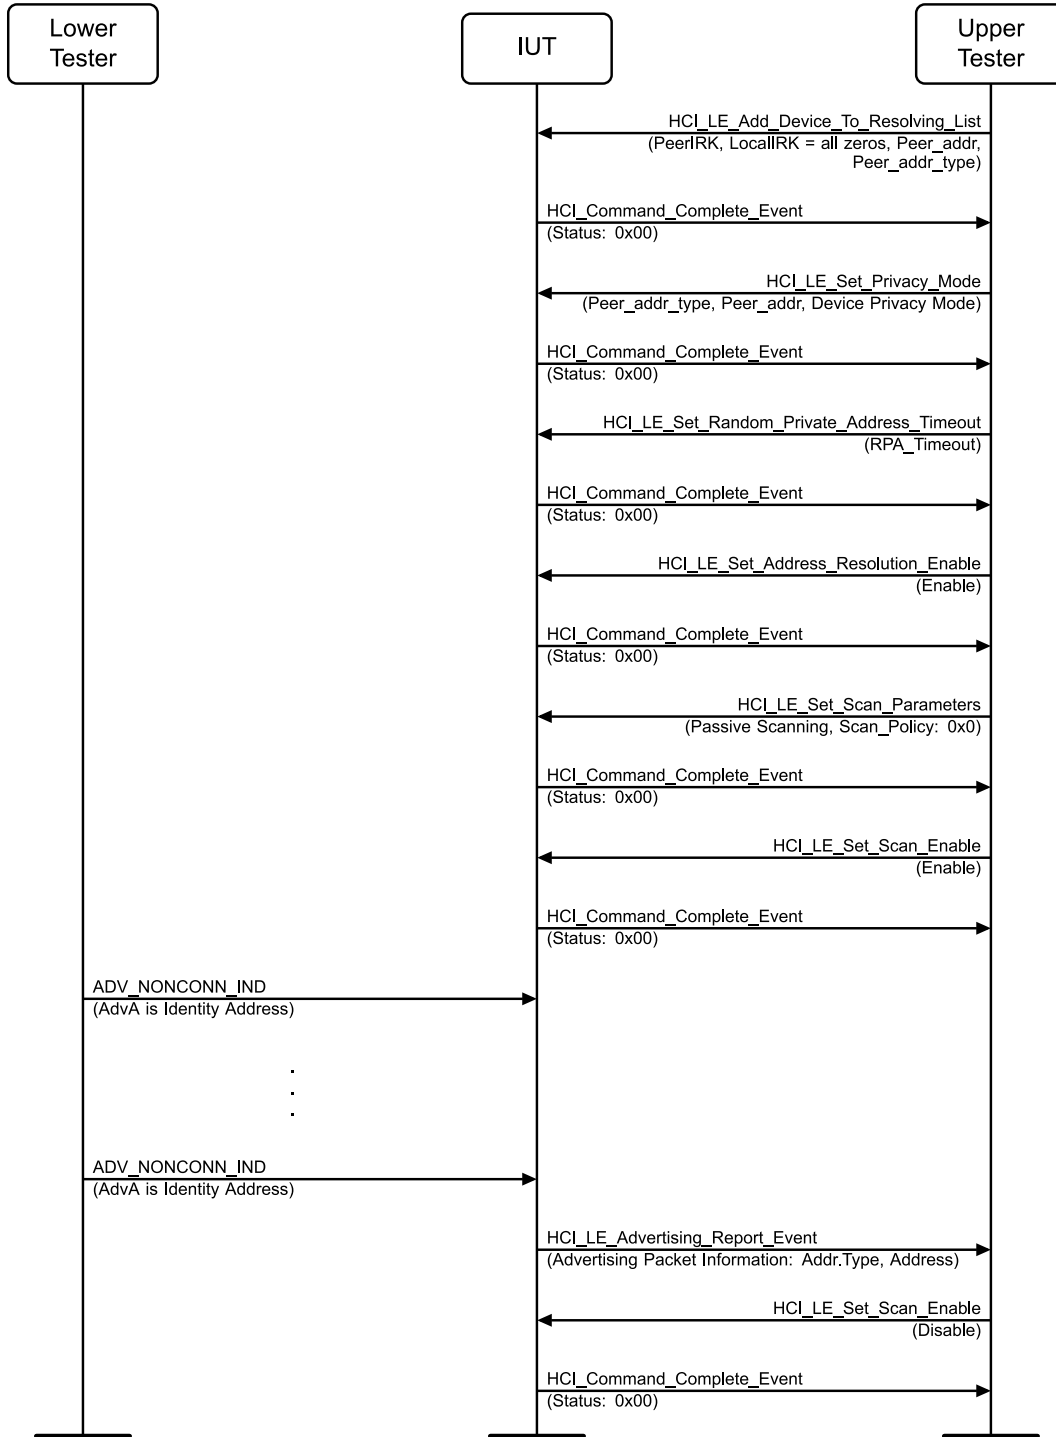 Lower
Tester
IUT
Upper
Tester
HCI_LE_Add_Device_To_Resolving_List
(PeerIRK, LocalIRK = all zeros, Peer_addr,
Peer_addr_type)
HCI_Command_Complete_Event
(Status: 0x00)
HCI_LE_Set_Privacy_Mode
(Peer_addr_type, Peer_addr, Device Privacy Mode)
HCI_Command_Complete_Event
(Status: 0x00)
HCI_LE_Set_Random_Private_Address_Timeout
(RPA_Timeout)
HCI_Command_Complete_Event
(Status: 0x00)
HCI_LE_Set_Address_Resolution_Enable
(Enable)
HCI_Command_Complete_Event
(Status: 0x00)
HCI_LE_Set_Scan_Parameters
(Passive Scanning, Scan_Policy: 0x0)
HCI_Command_Complete_Event
(Status: 0x00)
HCI_LE_Set_Scan_Enable
(Enable)
HCI_Command_Complete_Event
(Status: 0x00)
ADV_NONCONN_IND
(AdvA is Identity Address)
.
.
.
ADV_NONCONN_IND
(AdvA is Identity Address)
HCI_LE_Advertising_Report_Event
(Advertising Packet Information: Addr.Type, Address)
HCI_LE_Set_Scan_Enable
(Disable)
HCI_Command_Complete_Event
(Status: 0x00)